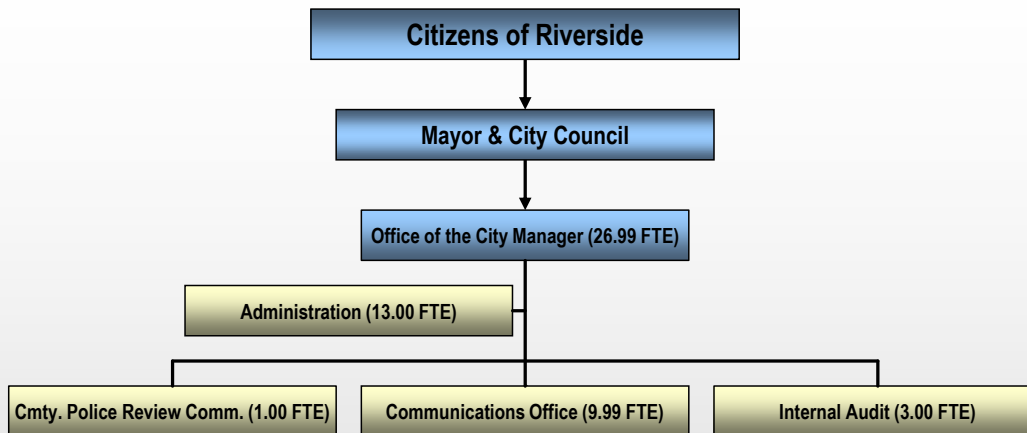 Citizens of Riverside
Mayor & City Council
Office of the City Manager (26.99 FTE)
Administration (13.00 FTE)
Cmty. Police Review Comm. (1.00 FTE)
Communications Office (9.99 FTE)
Internal Audit (3.00 FTE)